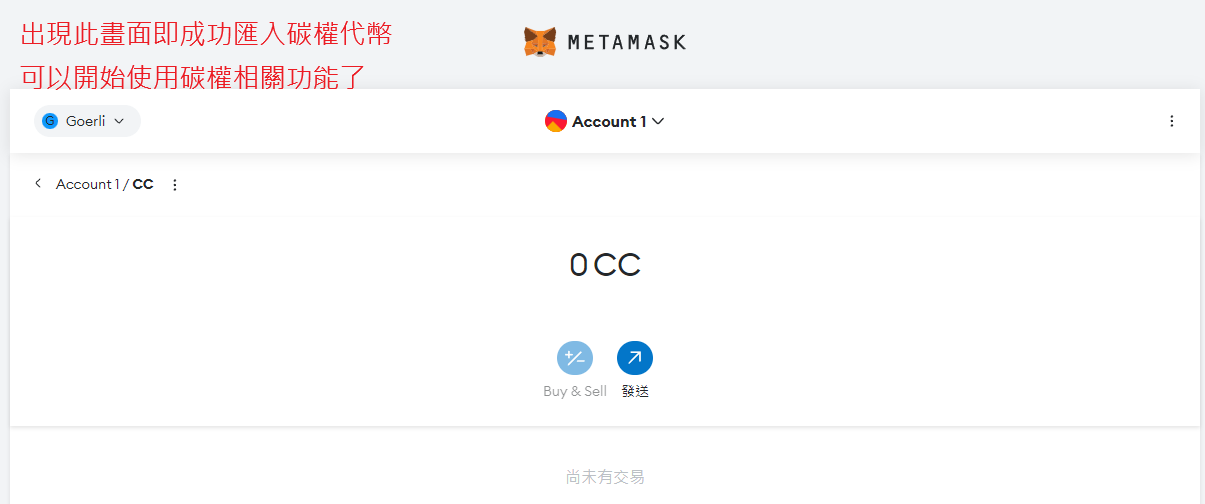 出現此畫面即成功匯入碳權代幣
METAMASK
可以開始使用碳權相關功能了
G Goerli
Account 1
Account 1 / CC
0 CC
Buy & Sell
發送
尚未有交易